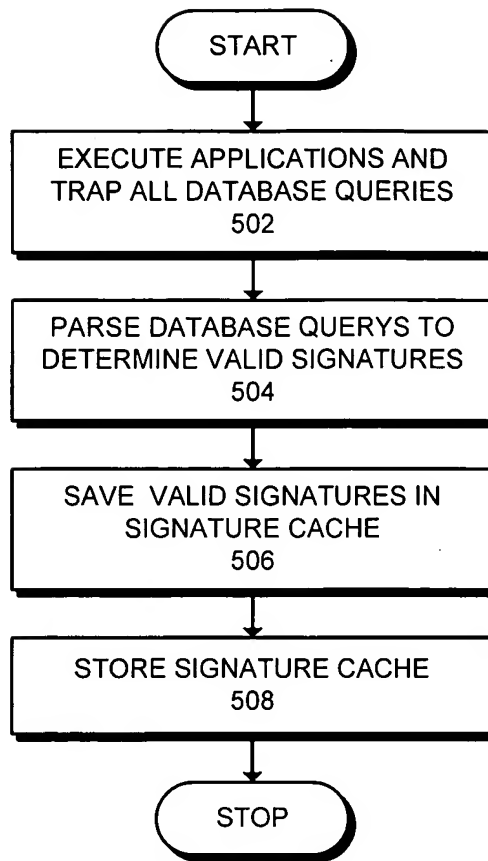 START
EXECUTE APPLICATIONS AND
TRAP ALL DATABASE QUERIES
502
PARSE DATABASE QUERYS TO
DETERMINE VALID SIGNATURES
504
SAVE VALID SIGNATURES IN
SIGNATURE CACHE
506
STORE SIGNATURE CACHE
508
STOP